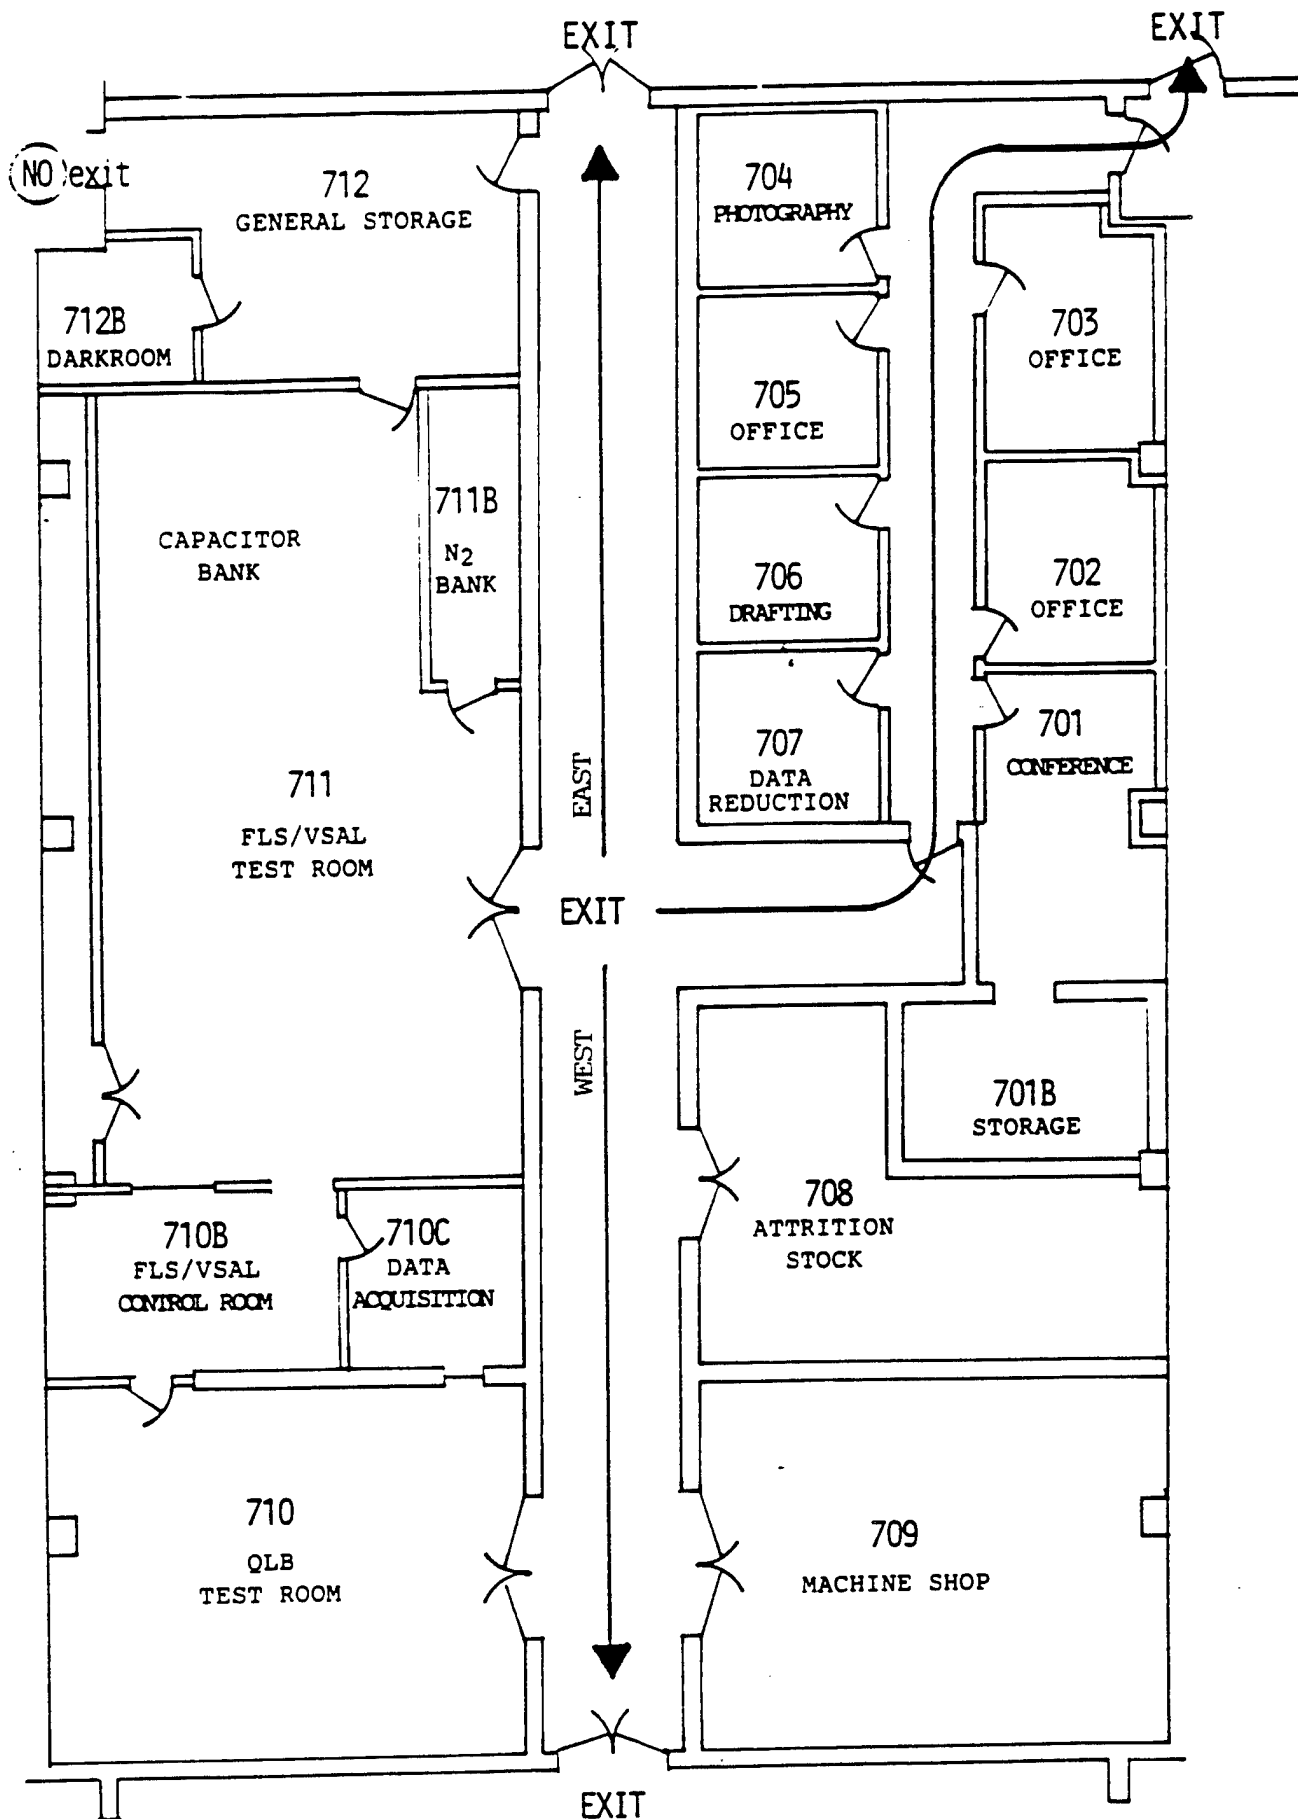 EXIT
EXIT
NO exit
712
GENERAL STORAGE
704
PHOTOGRAPHY
712B
DARKROOM
703
OFFICE
705
OFFICE
711B
N2
BANK
CAPACITOR
BANK
706
DRAFTING
702
OFFICE
701
CONFERENCE
707
DATA
REDUCTION
711
FLS/VSAL
TEST ROOM
EAST
EXIT
WEST
701B
STORAGE
708
ATTRITION
STOCK
710B
FLS/VSAL
CONTROL ROOM
710C
DATA
ACQUISITION
710
QLB
TEST ROOM
709
MACHINE SHOP
EXIT